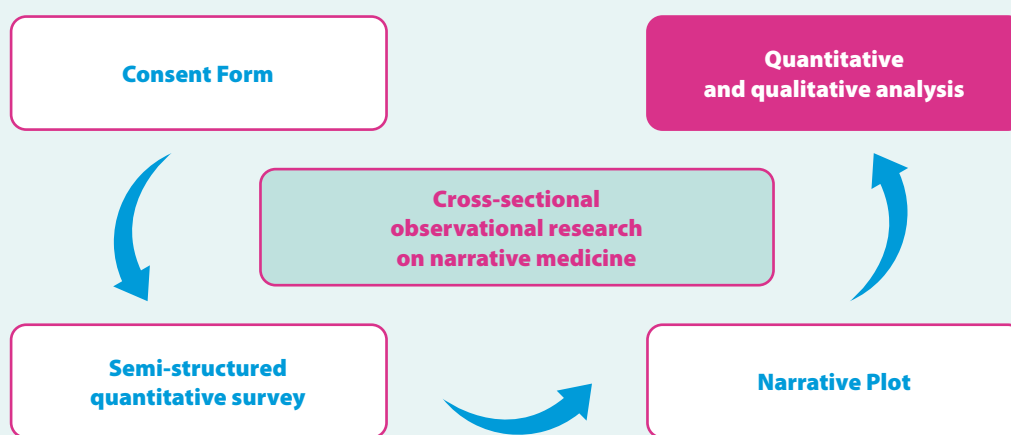 Consent Form
Quantitative
and qualitative analysis
Cross-sectional
observational research
on narrative medicine
Semi-structured
quantitative survey
Narrative Plot